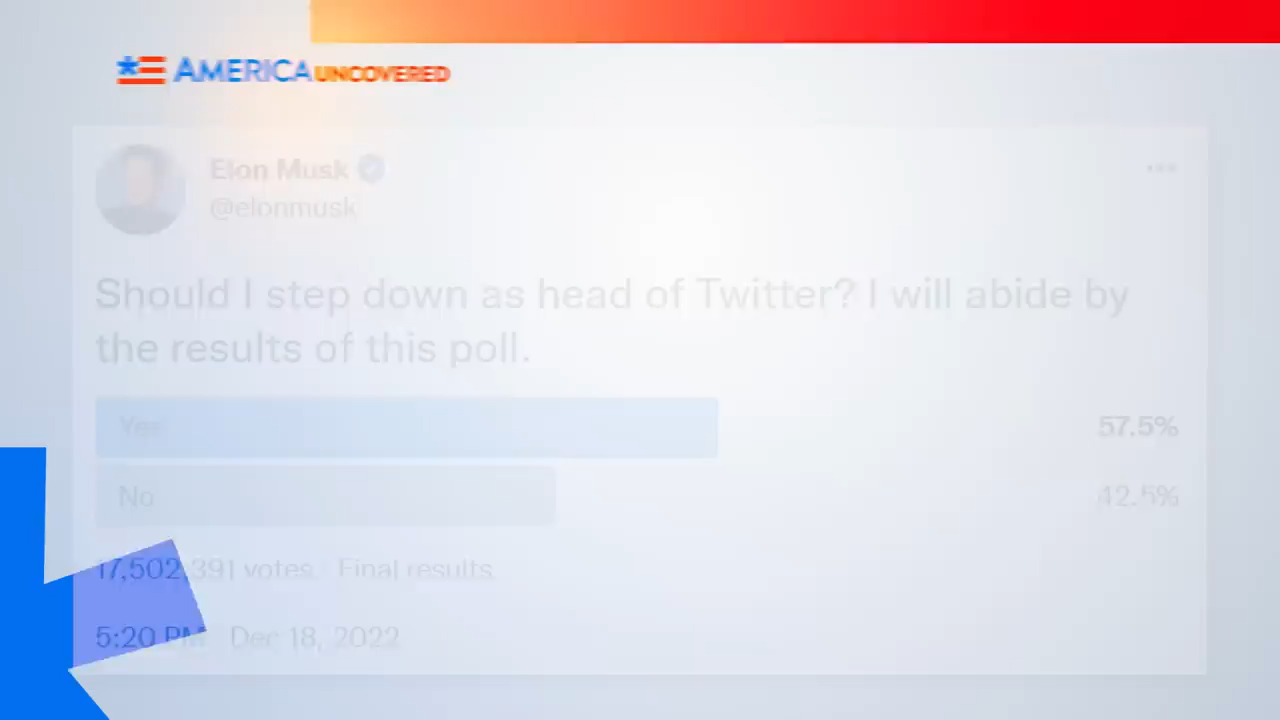 AMERICA UNCOVERED
Elon Musk
@elonmusk
Should I step down as head of Twitter? I will abide by
the results of this poll.
Yes 57.5%
No 42.5%
17,502,391 votes · Final results
5:20 PM · Dec 18, 2022